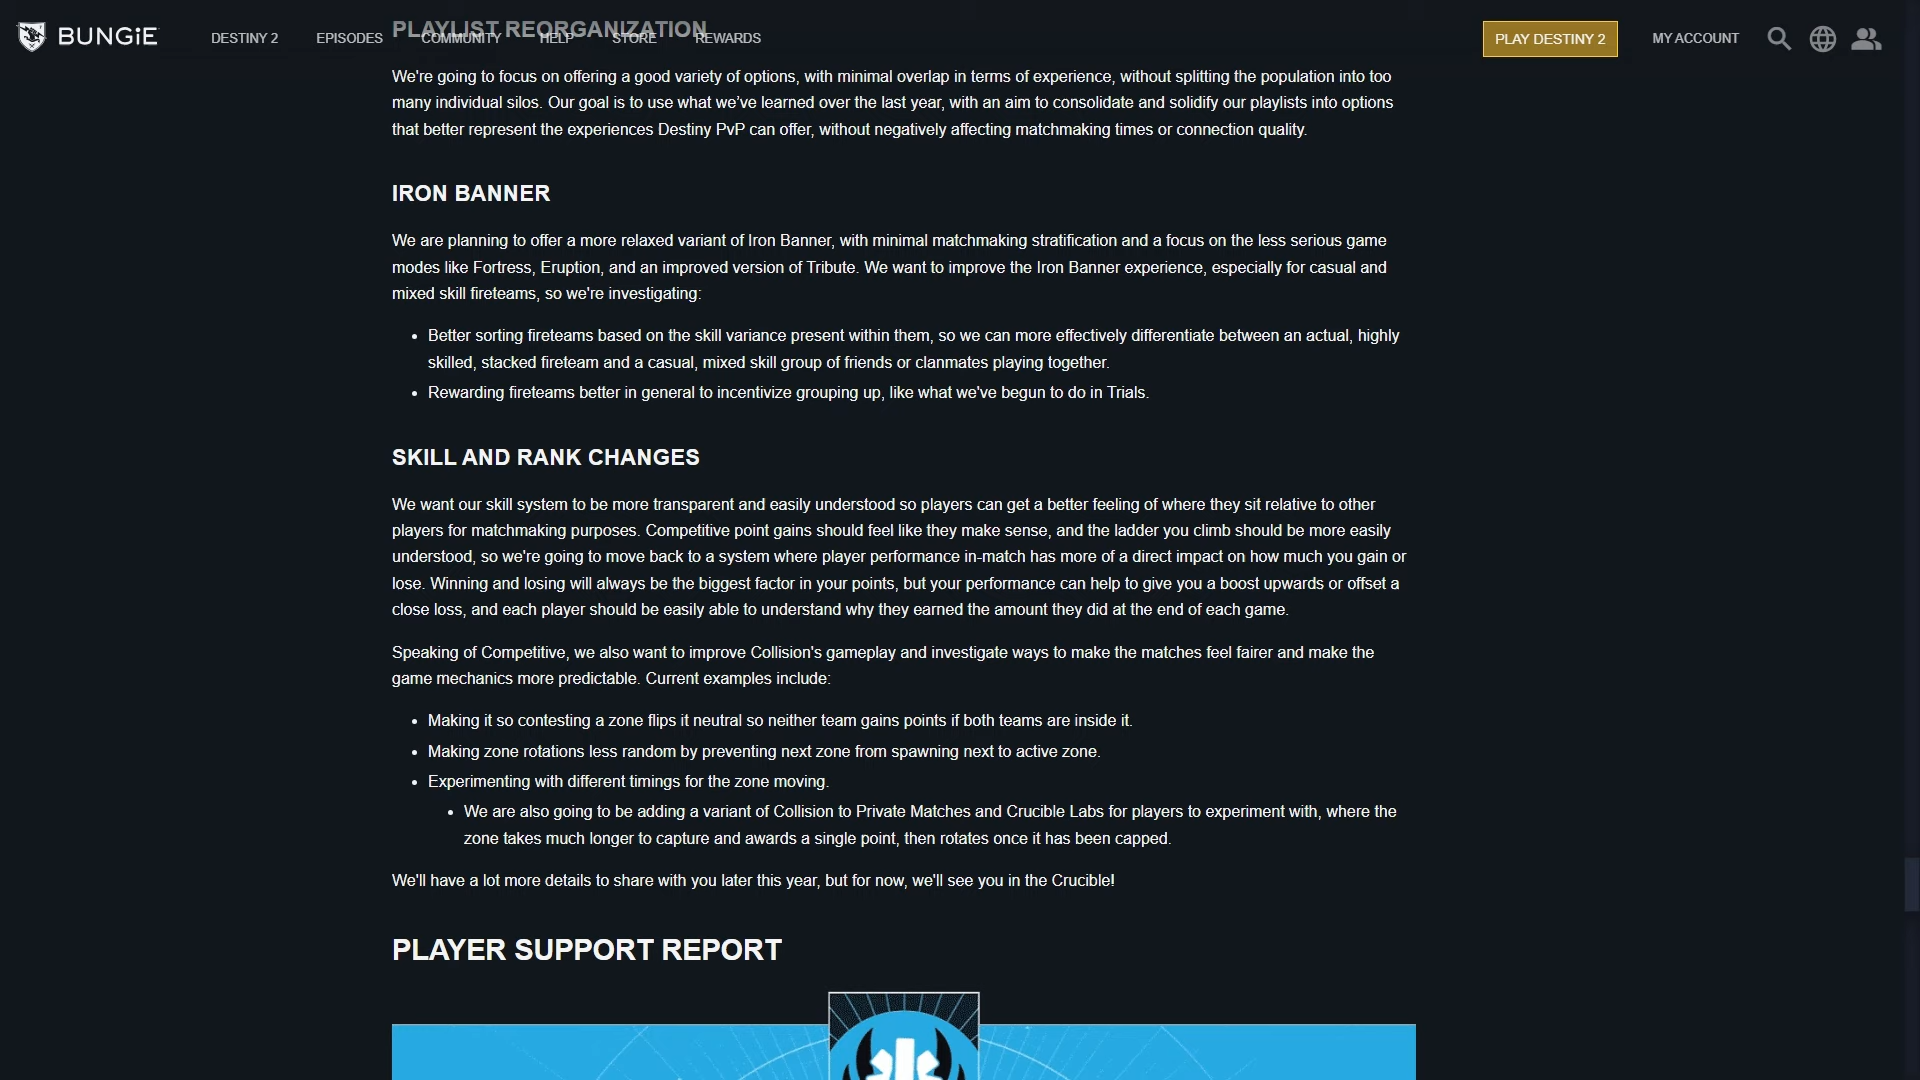 BUNGiE
DESTINY 2
EPISODES
COMMUNITY
HELP
STORE
REWARDS
PLAY DESTINY 2
MY ACCOUNT
PLAYLIST REORGANIZATION
We're going to focus on offering a good variety of options, with minimal overlap in terms of experience, without splitting the population into too
many individual silos. Our goal is to use what we’ve learned over the last year, with an aim to consolidate and solidify our playlists into options
that better represent the experiences Destiny PvP can offer, without negatively affecting matchmaking times or connection quality.
IRON BANNER
We are planning to offer a more relaxed variant of Iron Banner, with minimal matchmaking stratification and a focus on the less serious game
modes like Fortress, Eruption, and an improved version of Tribute. We want to improve the Iron Banner experience, especially for casual and
mixed skill fireteams, so we're investigating:
• Better sorting fireteams based on the skill variance present within them, so we can more effectively differentiate between an actual, highly
skilled, stacked fireteam and a casual, mixed skill group of friends or clanmates playing together.
• Rewarding fireteams better in general to incentivize grouping up, like what we've begun to do in Trials.
SKILL AND RANK CHANGES
We want our skill system to be more transparent and easily understood so players can get a better feeling of where they sit relative to other
players for matchmaking purposes. Competitive point gains should feel like they make sense, and the ladder you climb should be more easily
understood, so we're going to move back to a system where player performance in-match has more of a direct impact on how much you gain or
lose. Winning and losing will always be the biggest factor in your points, but your performance can help to give you a boost upwards or offset a
close loss, and each player should be easily able to understand why they earned the amount they did at the end of each game.
Speaking of Competitive, we also want to improve Collision's gameplay and investigate ways to make the matches feel fairer and make the
game mechanics more predictable. Current examples include:
• Making it so contesting a zone flips it neutral so neither team gains points if both teams are inside it.
• Making zone rotations less random by preventing next zone from spawning next to active zone.
• Experimenting with different timings for the zone moving.
• We are also going to be adding a variant of Collision to Private Matches and Crucible Labs for players to experiment with, where the
zone takes much longer to capture and awards a single point, then rotates once it has been capped.
We'll have a lot more details to share with you later this year, but for now, we'll see you in the Crucible!
PLAYER SUPPORT REPORT